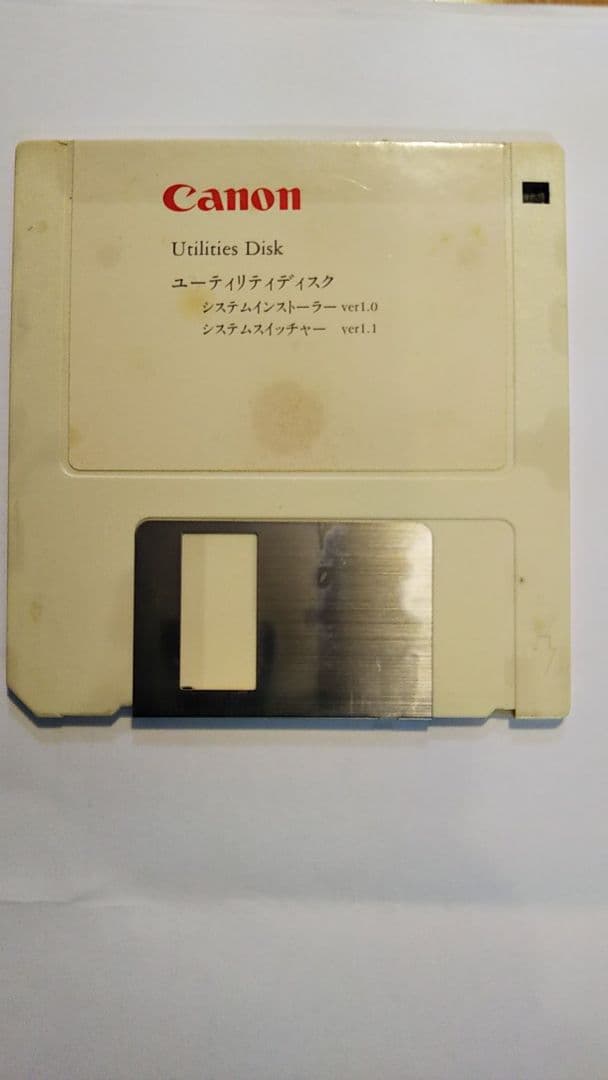 Canon
Utilities Disk
ユーティリティディスク
システムインストーラー ver1.0
システムスイッチャー ver1.1